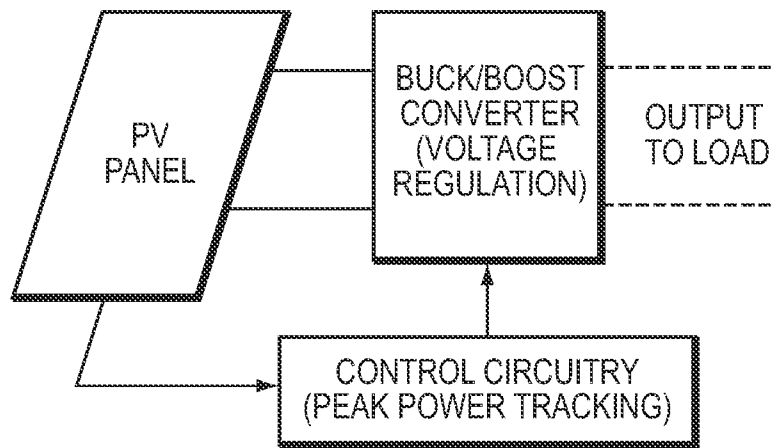 PV
PANEL
BUCK/BOOST
CONVERTER
(VOLTAGE
REGULATION)
OUTPUT
TO LOAD
CONTROL CIRCUITRY
(PEAK POWER TRACKING)